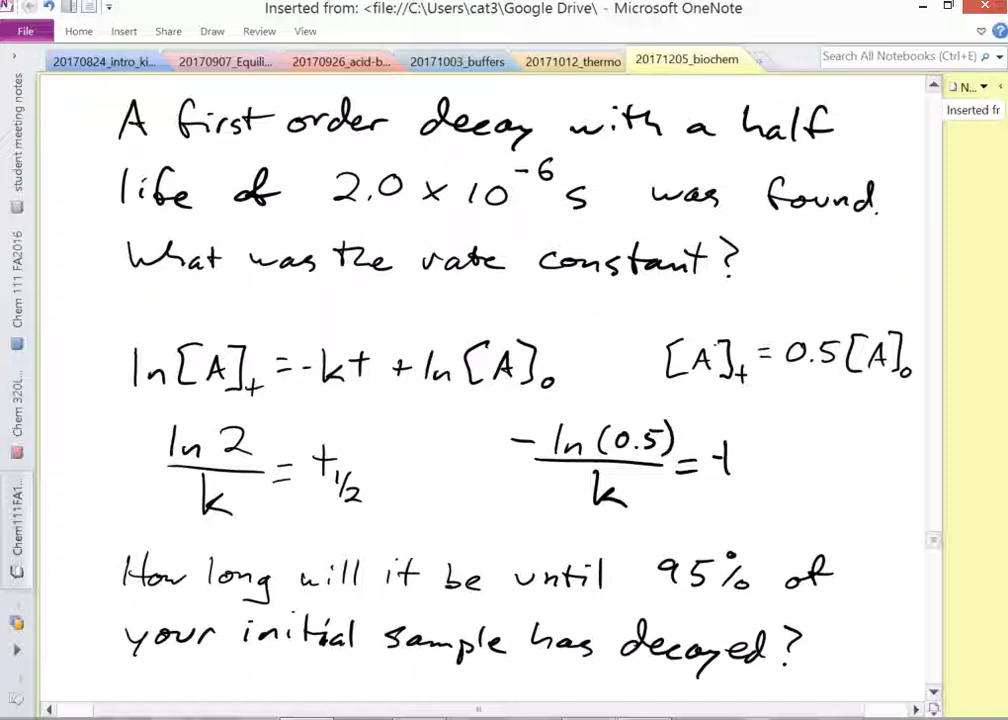 Inserted from: <file://C:\Users\cat3\Google Drive\ - Microsoft OneNote
File Home Insert Share Draw Review View
20170824_intro_ki... 20170907_Equili... 20170926_acid-b... 20171003_buffers 20171012_thermo 20171205_biochem
Search All Notebooks (Ctrl+E)
N...
Inserted fr
student meeting notes
Chem 111 FA2016
Chem 320L
Chem111FA1...
A first order decay with a half
life of 2.0 × 10⁻⁶ s was found.
What was the rate constant?
ln[A]ₜ = -kt + ln[A]₀ [A]ₜ = 0.5[A]₀
ln 2 / k = t₁/₂ -ln(0.5) / k = t
How long will it be until 95% of
your initial sample has decayed?